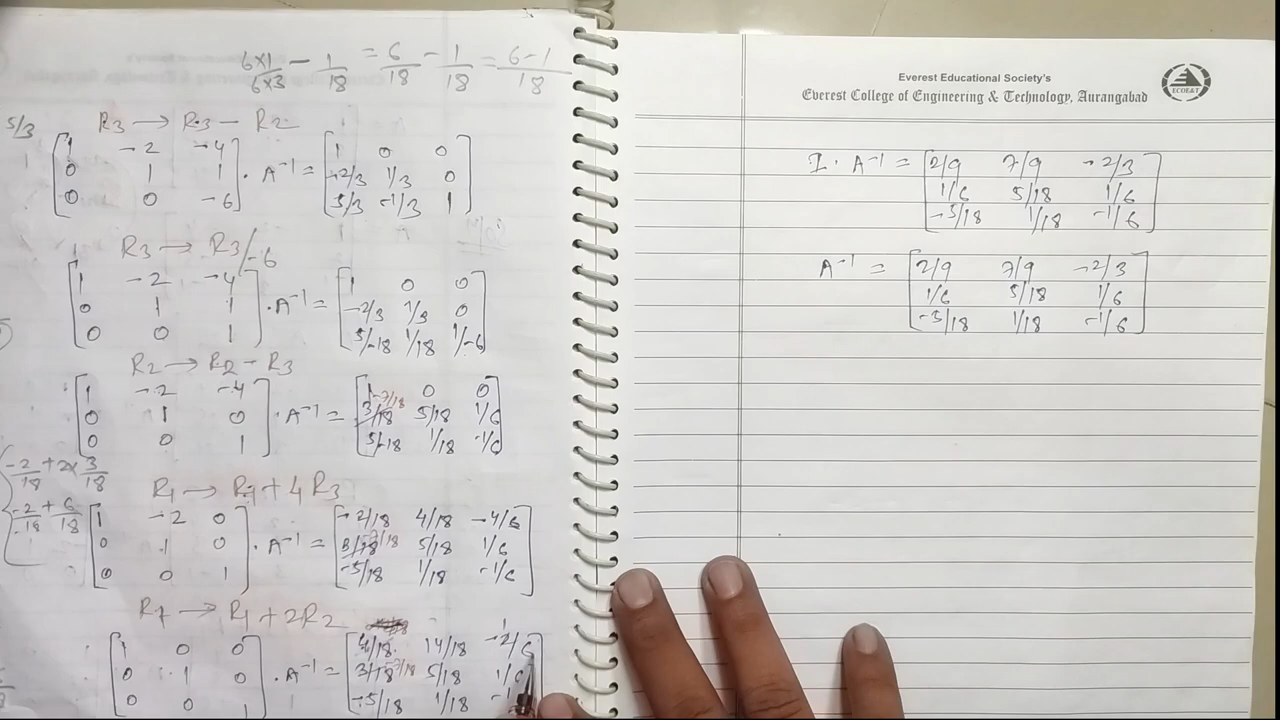 6×1/6×3 - 1/18 = 6/18 - 1/18 = 6-1/18
5/3
R3 → R3 - R2
[1 -2 -4] [1 0 0]
[0 1 1] . A⁻¹ = [-2/3 1/3 0]
[0 0 -6] [5/3 -1/3 1]
R3 → R3/-6
[1 -2 -4] [1 0 0]
[0 1 1] . A⁻¹ = [-2/3 1/3 0]
[0 0 1] [5/-18 1/18 1/-6]
R2 → R2 - R3
[1 -2 -4] [1 0 0]
-7/18
[0 1 0] . A⁻¹ = [3/18 5/18 1/6]
[0 0 1] [5/-18 1/18 -1/6]
-2/18 + 2× 3/18
R1 → R1 + 4R3
-2/18 + 6/18
[1 -2 0] [-2/18 4/18 -4/6]
[0 1 0] . A⁻¹ = [3/18 -7/18 5/18 1/6]
[0 0 1] [-5/18 1/18 -1/6]
R1 → R1 + 2R2
[1 0 0] [4/18 14/18 -2/6]
[0 1 0] . A⁻¹ = [3/18 -7/18 5/18 1/6]
[0 0 1] [-5/18 1/18 -1
Everest Educational Society's
Everest College of Engineering & Technology, Aurangabad
ECOE&T
I . A⁻¹ = [2/9 7/9 -2/3]
[1/6 5/18 1/6]
[-5/18 1/18 -1/6]
A⁻¹ = [2/9 7/9 -2/3]
[1/6 5/18 1/6]
[-5/18 1/18 -1/6]